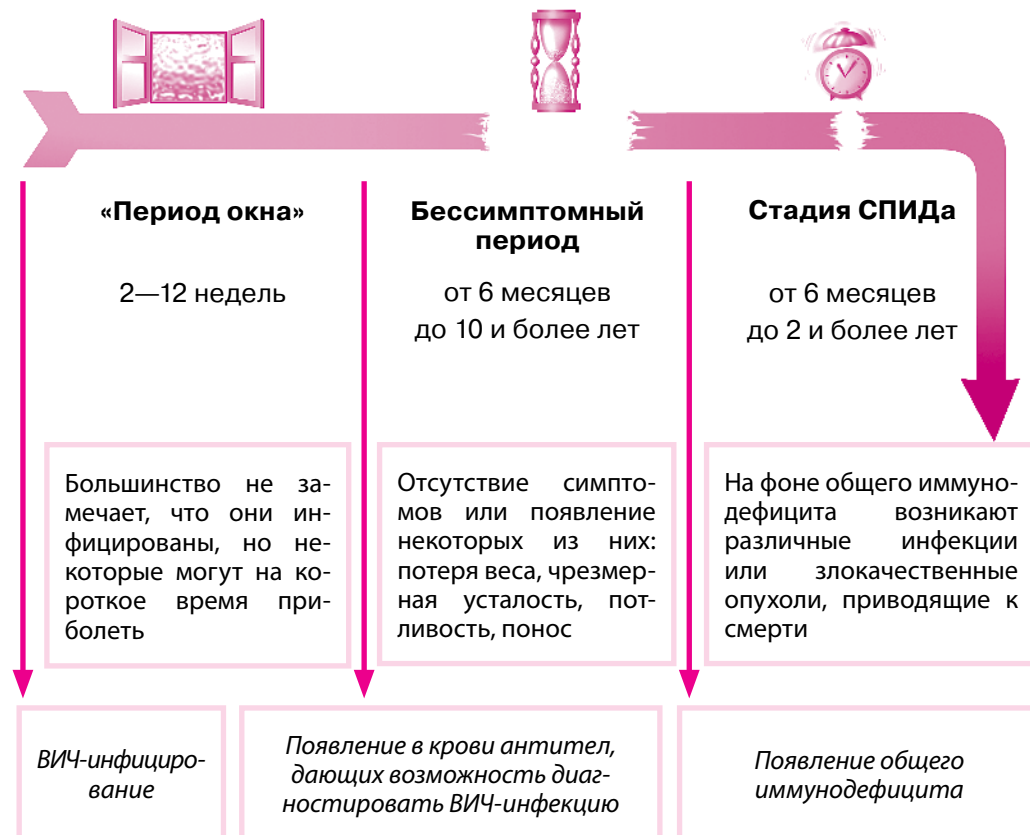 «Период окна»
2—12 недель
Большинство не за-
мечает, что они ин-
фицированы, но не-
которые могут на ко-
роткое время при-
болеть
Бессимптомный
период
от 6 месяцев
до 10 и более лет
Отсутствие симпто-
мов или появление
некоторых из них:
потеря веса, чрезмер-
ная усталость, пот-
ливость, понос
Стадия СПИДа
от 6 месяцев
до 2 и более лет
На фоне общего иммуно-
дефицита возникают
различные инфекции
или злокачественные
опухоли, приводящие к
смерти
ВИЧ-инфициро-
вание
Появление в крови антител,
дающих возможность диаг-
ностировать ВИЧ-инфекцию
Появление общего
иммунодефицита